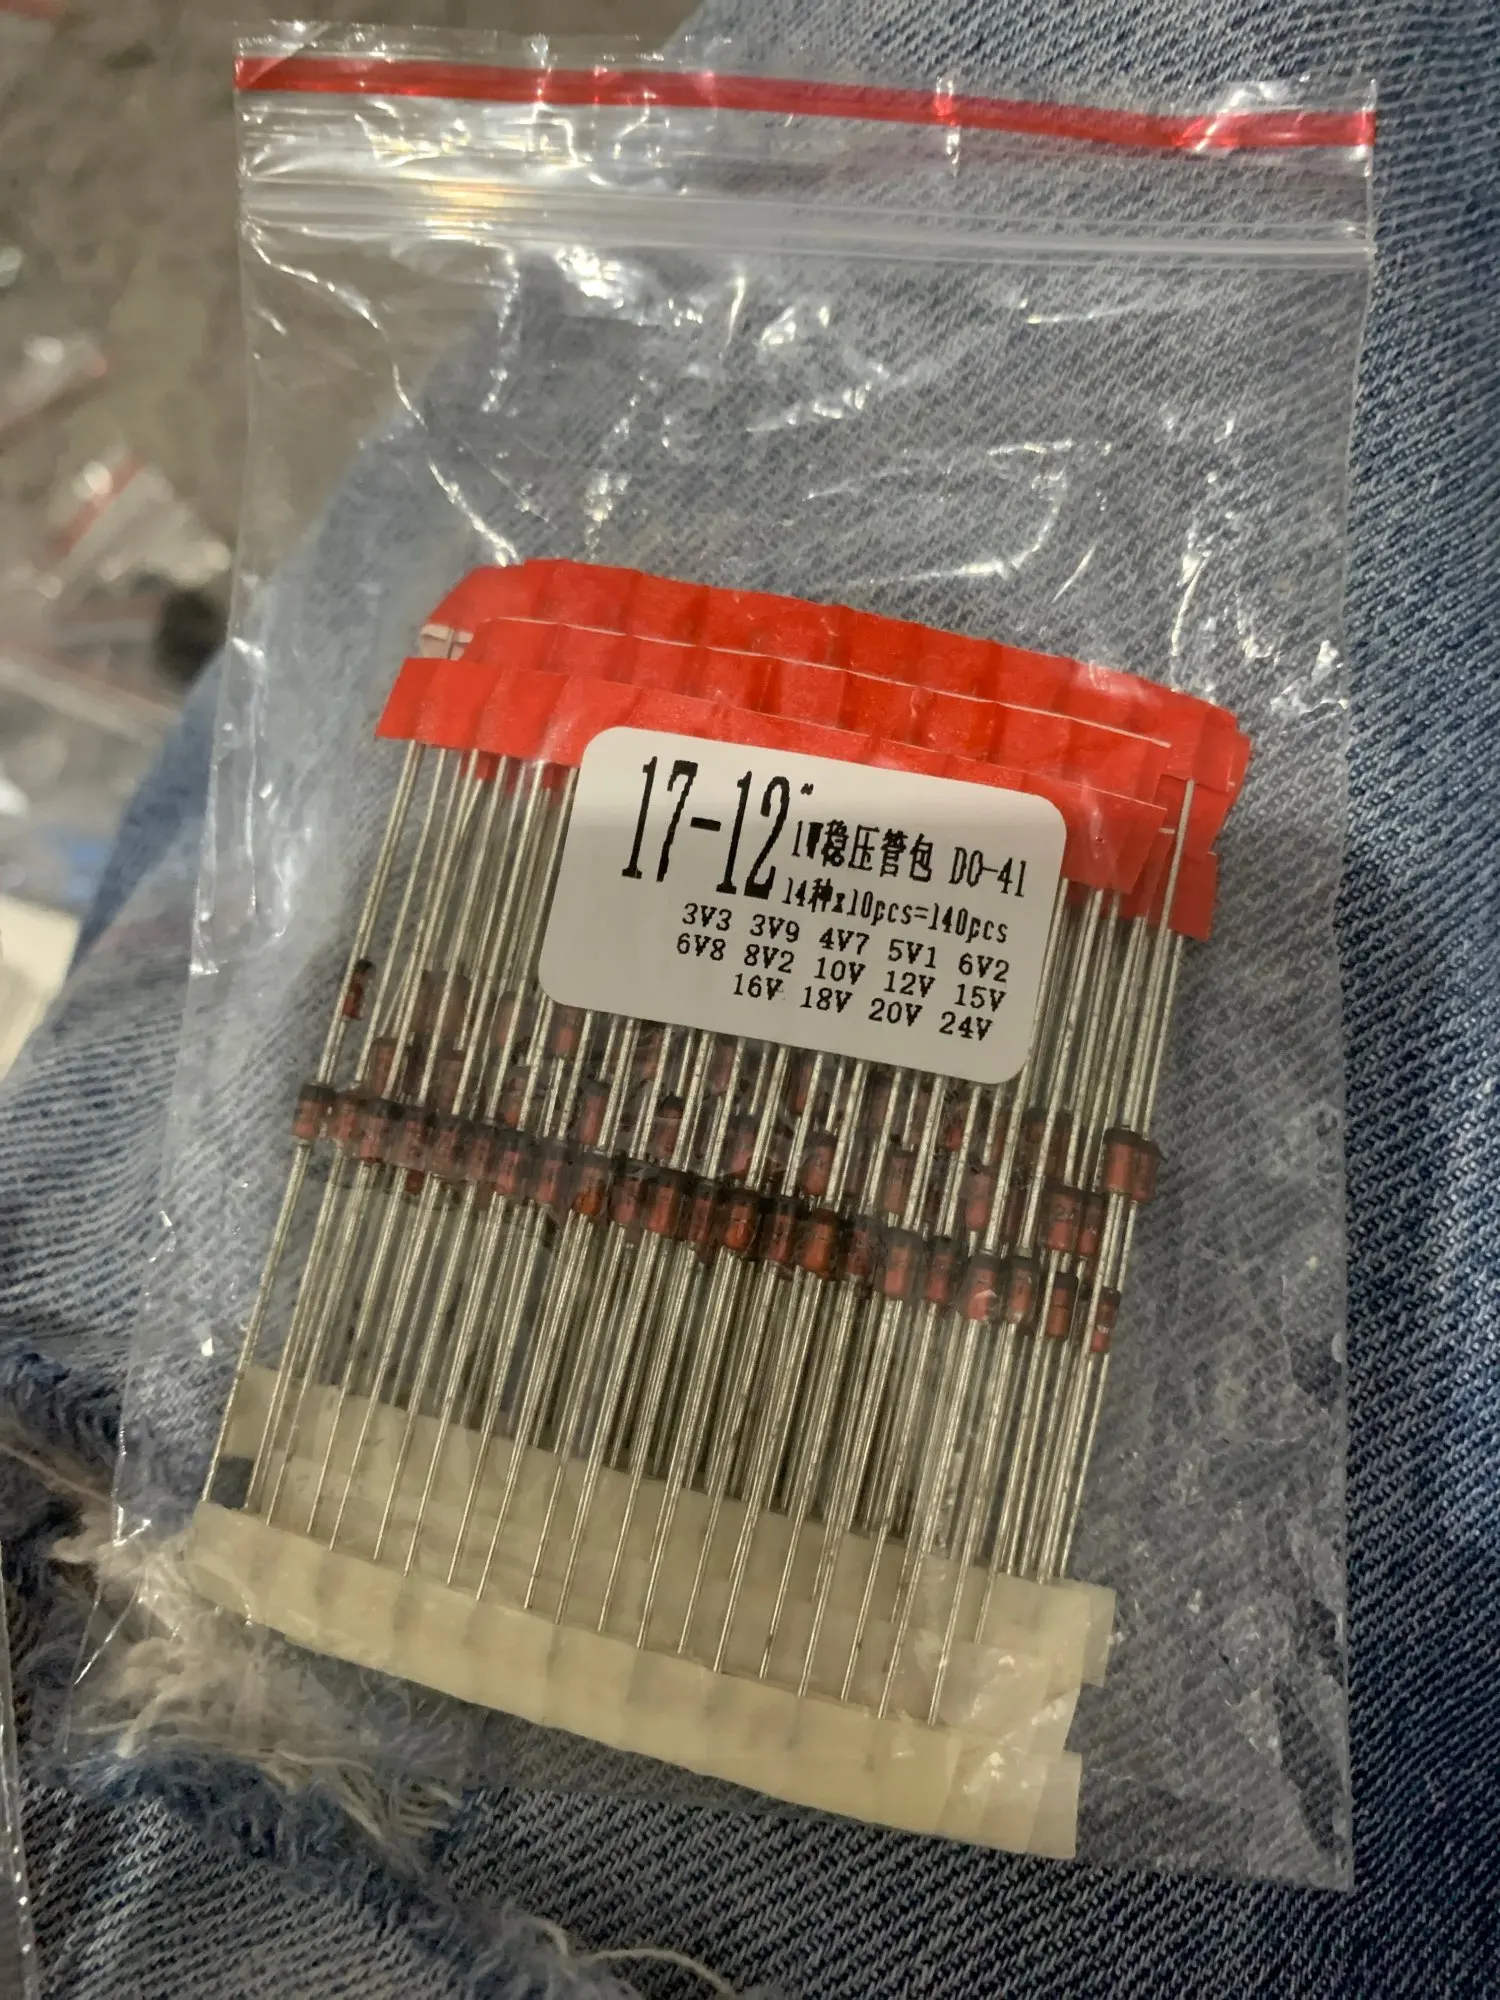 17-12~ 1W稳压管包 DO-41
14种x10pcs=140pcs
3V3 3V9 4V7 5V1 6V2
6V8 8V2 10V 12V 15V
16V 18V 20V 24V